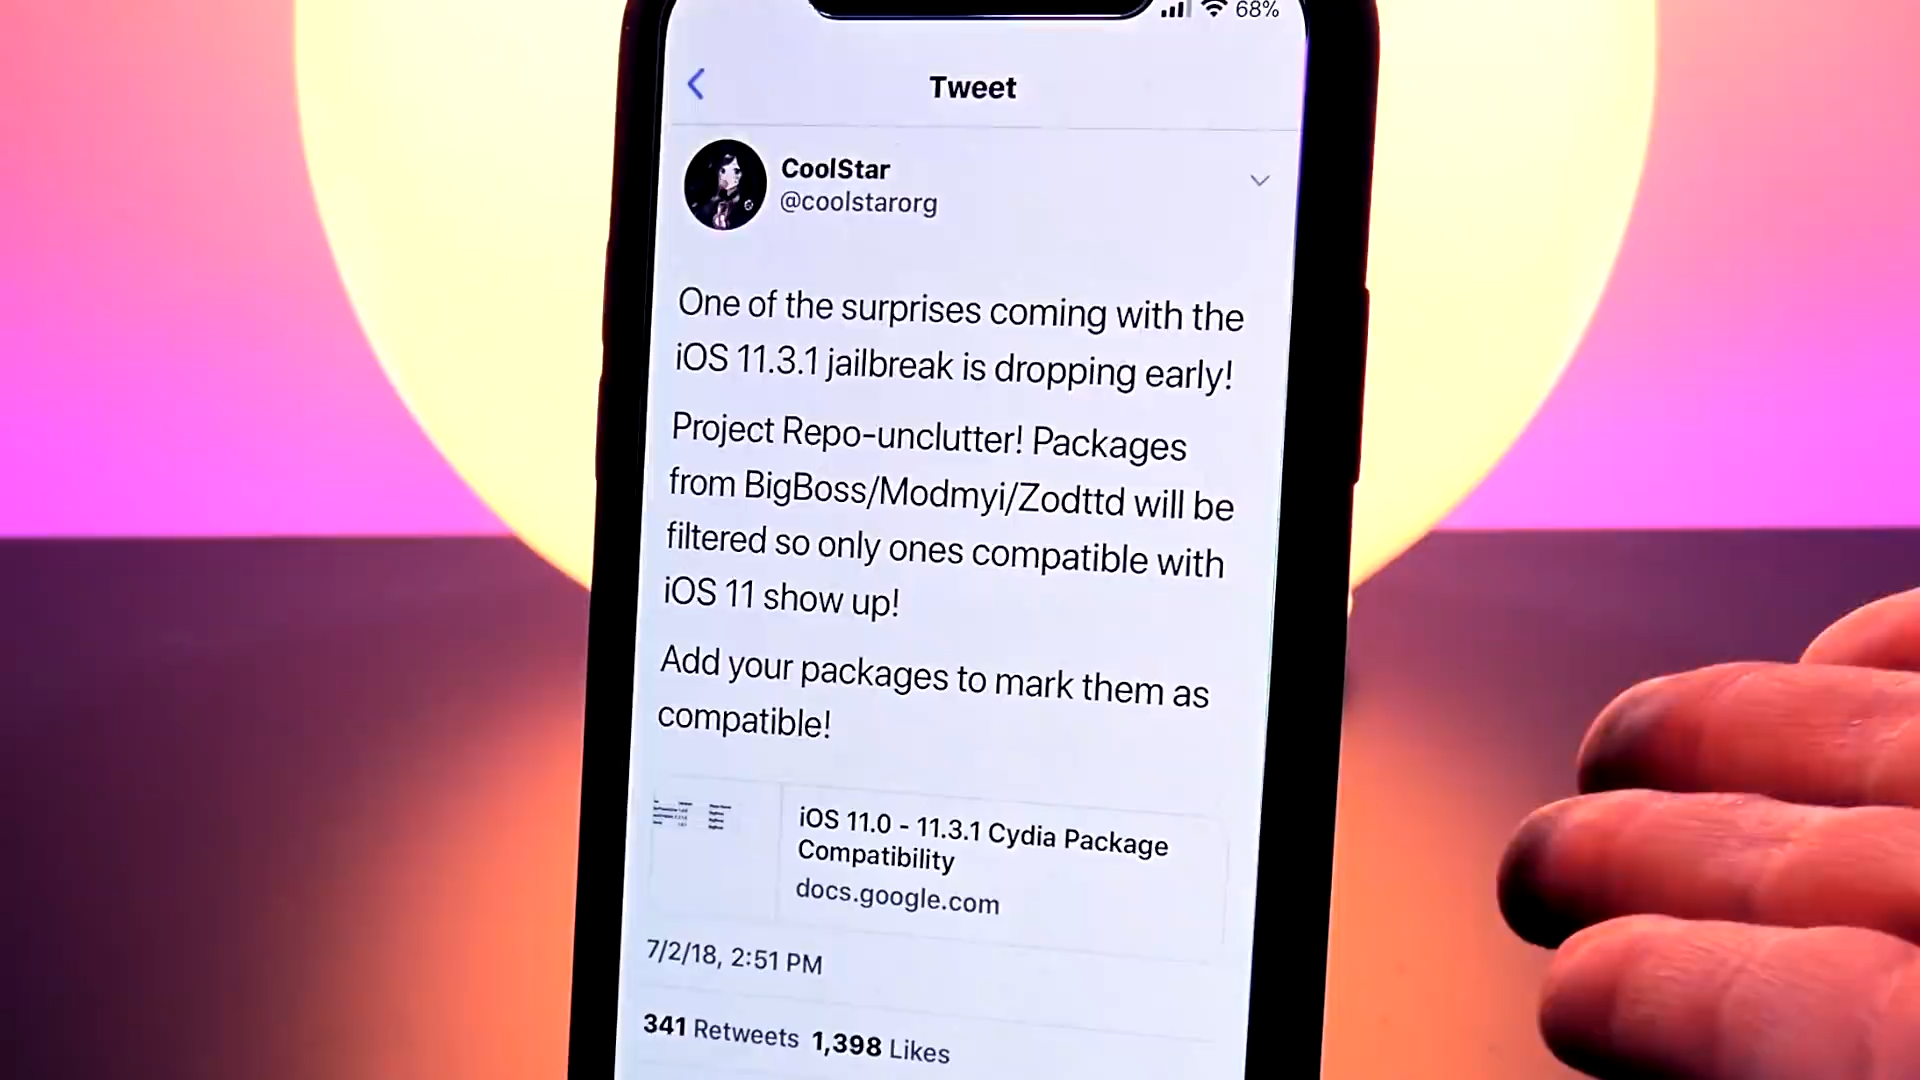 68%
Tweet
CoolStar
@coolstarorg
One of the surprises coming with the
iOS 11.3.1 jailbreak is dropping early!
Project Repo-unclutter! Packages
from BigBoss/Modmyi/Zodttd will be
filtered so only ones compatible with
iOS 11 show up!
Add your packages to mark them as
compatible!
iOS 11.0 - 11.3.1 Cydia Package
Compatibility
docs.google.com
7/2/18, 2:51 PM
341 Retweets 1,398 Likes